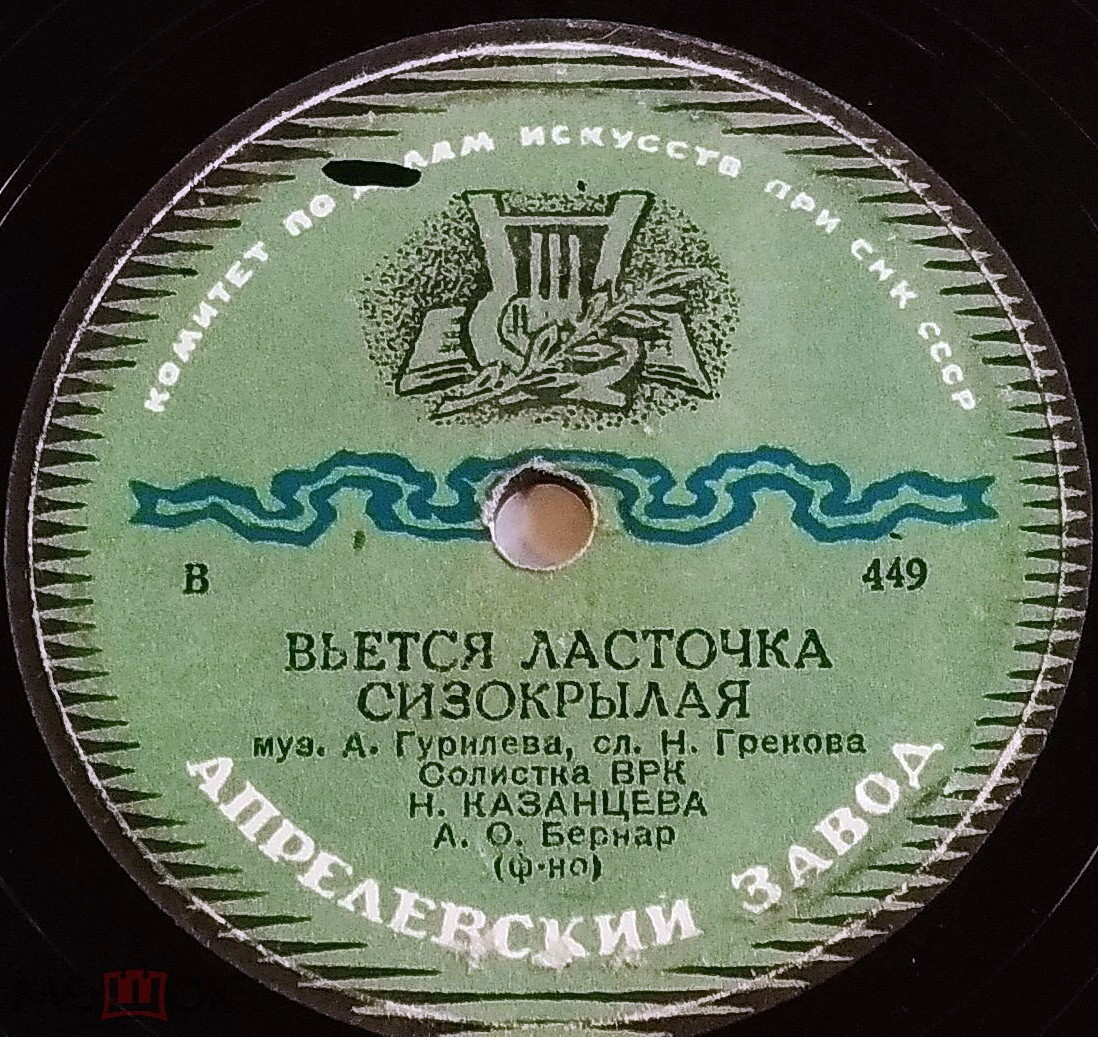 КОМИТЕТ ПО ДЕЛАМ ИСКУССТВ ПРИ СНК СССР
В 449
ВЬЕТСЯ ЛАСТОЧКА
СИЗОКРЫЛАЯ
муз. А. Гурилева, сл. Н. Грекова
Солистка ВРК
Н. КАЗАНЦЕВА
А. О. Бернар
(ф-но)
АПРЕЛЕВСКИЙ ЗАВОД